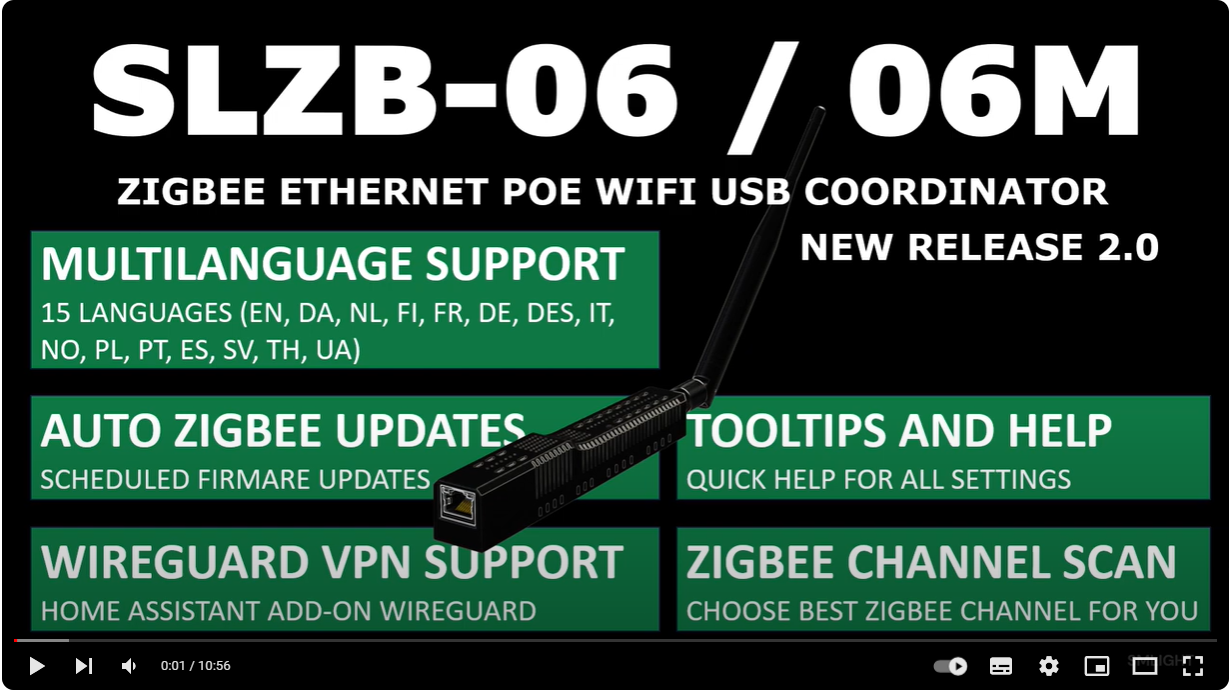 SLZB-06 / 06M
ZIGBEE ETHERNET POE WIFI USB COORDINATOR
NEW RELEASE 2.0
MULTILANGUAGE SUPPORT
15 LANGUAGES (EN, DA, NL, FI, FR, DE, DES, IT,
NO, PL, PT, ES, SV, TH, UA)
AUTO ZIGBEE UPDATES
SCHEDULED FIRMARE UPDATES
TOOLTIPS AND HELP
QUICK HELP FOR ALL SETTINGS
WIREGUARD VPN SUPPORT
HOME ASSISTANT ADD-ON WIREGUARD
ZIGBEE CHANNEL SCAN
CHOOSE BEST ZIGBEE CHANNEL FOR YOU
0:01 / 10:56